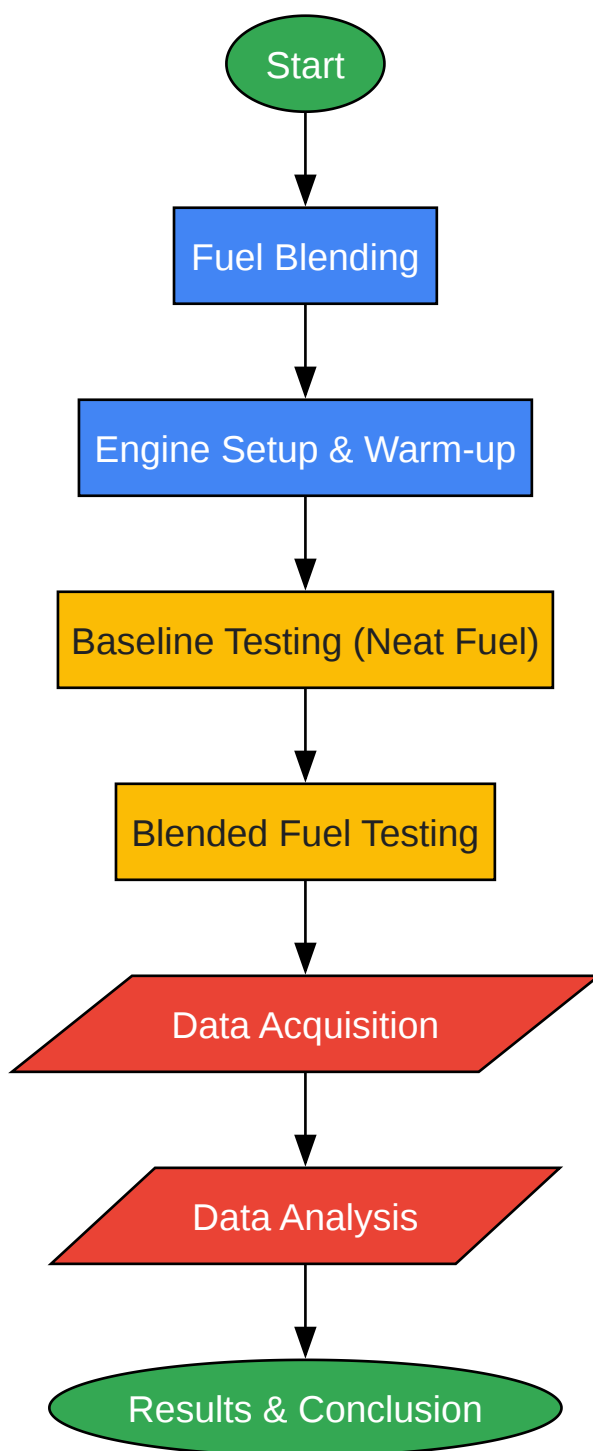 Start
Fuel Blending
Engine Setup & Warm-up
Baseline Testing (Neat Fuel)
Blended Fuel Testing
Data Acquisition
Data Analysis
Results & Conclusion